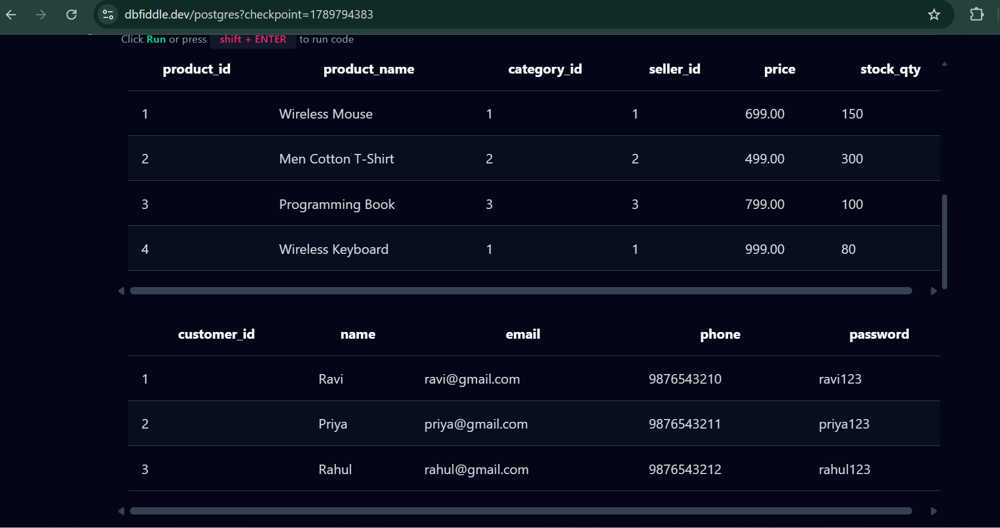 dbfiddle.dev/postgres?checkpoint=1789794383
Click Run or press shift + ENTER to run code
product_id product_name category_id seller_id price stock_qty
1 Wireless Mouse 1 1 699.00 150
2 Men Cotton T-Shirt 2 2 499.00 300
3 Programming Book 3 3 799.00 100
4 Wireless Keyboard 1 1 999.00 80
customer_id name email phone password
1 Ravi ravi@gmail.com 9876543210 ravi123
2 Priya priya@gmail.com 9876543211 priya123
3 Rahul rahul@gmail.com 9876543212 rahul123